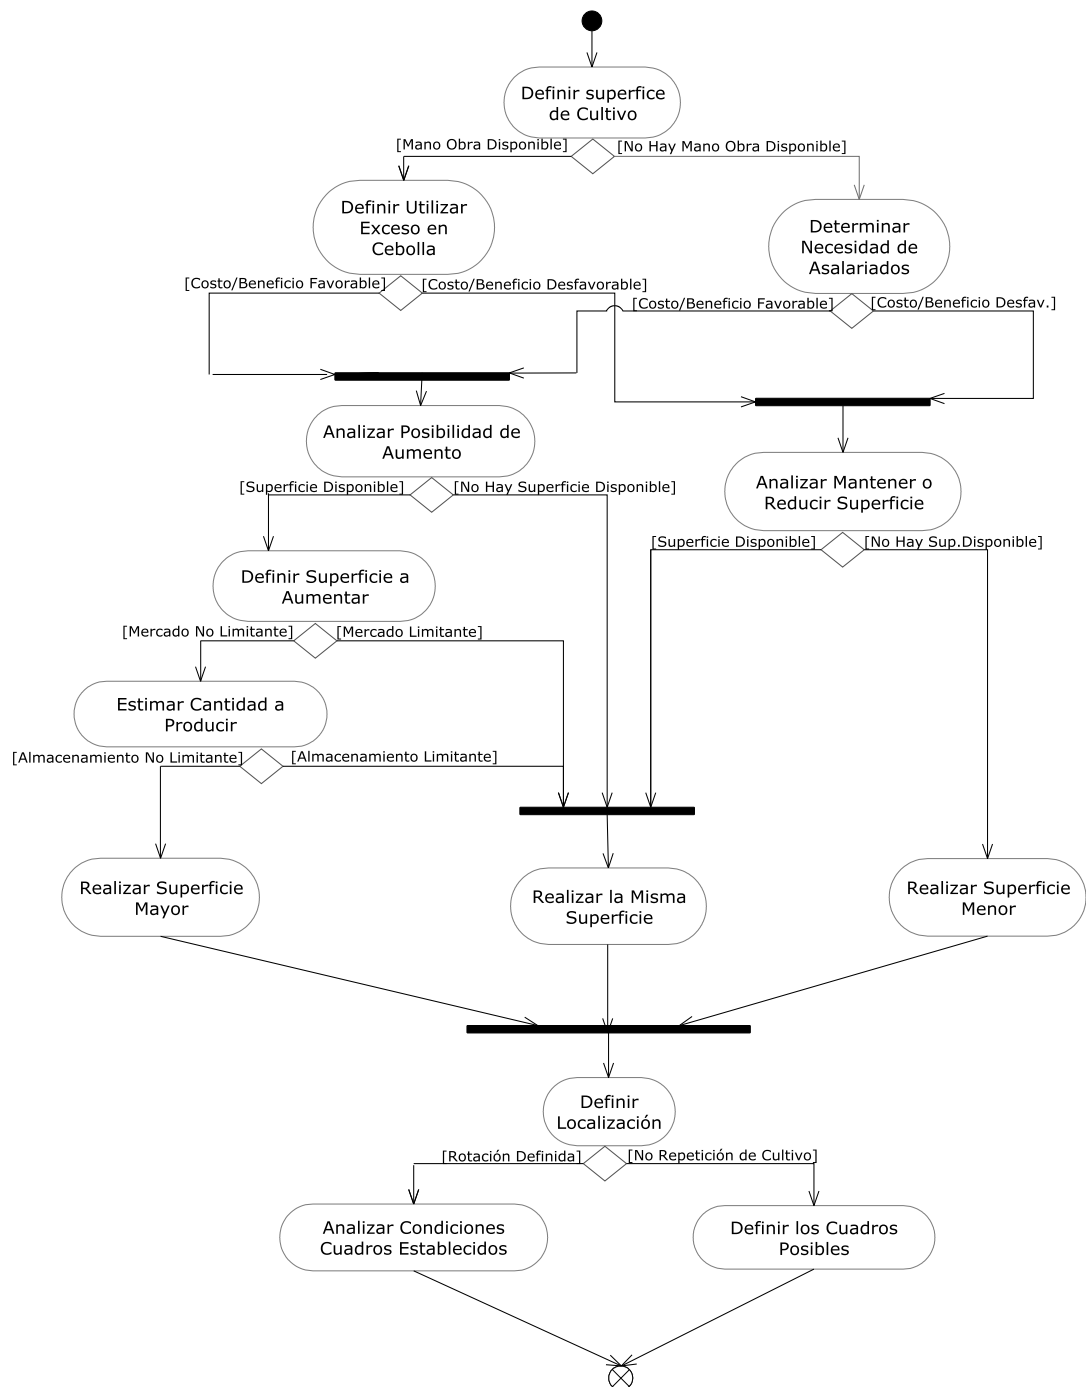 Definir superfice
de Cultivo
[Mano Obra Disponible]
[No Hay Mano Obra Disponible]
Definir Utilizar
Exceso en
Cebolla
Determinar
Necesidad de
Asalariados
[Costo/Beneficio Favorable]
[Costo/Beneficio Desfavorable]
[Costo/Beneficio Favorable]
[Costo/Beneficio Desfav.]
Analizar Posibilidad de
Aumento
Analizar Mantener o
Reducir Superficie
[Superficie Disponible]
[No Hay Superficie Disponible]
[Superficie Disponible]
[No Hay Sup.Disponible]
Definir Superficie a
Aumentar
[Mercado No Limitante]
[Mercado Limitante]
Estimar Cantidad a
Producir
[Almacenamiento No Limitante]
[Almacenamiento Limitante]
Realizar Superficie
Mayor
Realizar la Misma
Superficie
Realizar Superficie
Menor
Definir
Localización
[Rotación Definida]
[No Repetición de Cultivo]
Analizar Condiciones
Cuadros Establecidos
Definir los Cuadros
Posibles